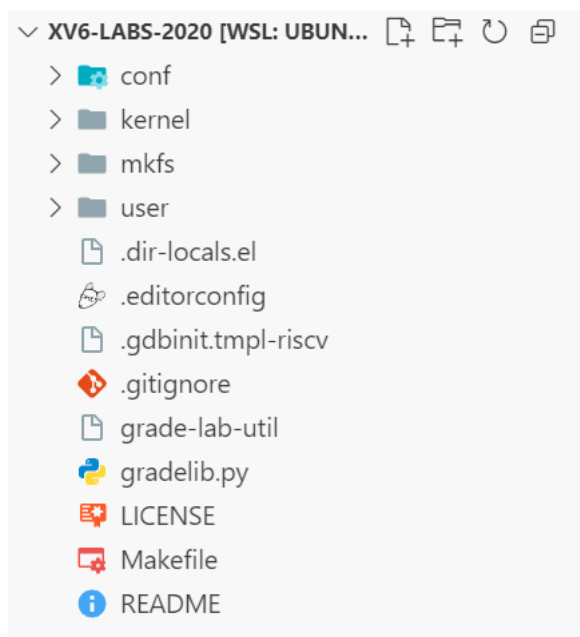 XV6-LABS-2020 [WSL: UBUN...
conf
kernel
mkfs
user
.dir-locals.el
.editorconfig
.gdbinit.tmpl-riscv
.gitignore
grade-lab-util
gradelib.py
LICENSE
Makefile
README